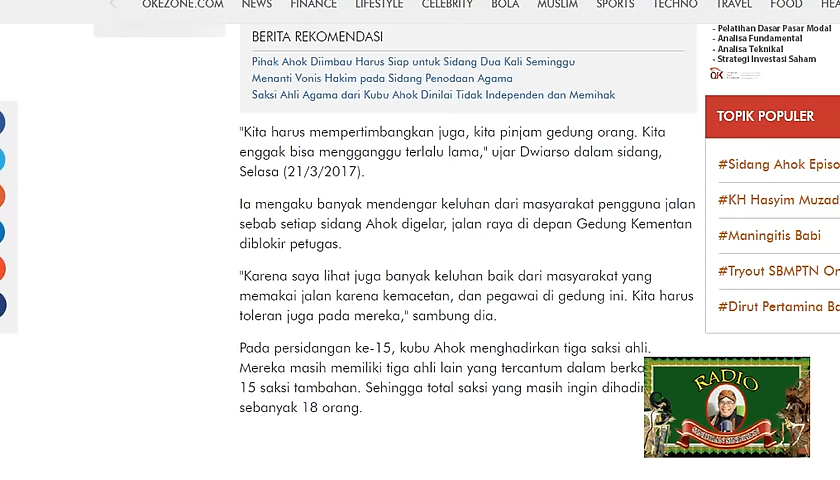 OKEZONE.COM NEWS FINANCE LIFESTYLE CELEBRITY BOLA MUSLIM SPORTS TECHNO TRAVEL FOOD
BERITA REKOMENDASI
Pihak Ahok Diimbau Harus Siap untuk Sidang Dua Kali Seminggu
Menanti Vonis Hakim pada Sidang Penodaan Agama
Saksi Ahli Agama dari Kubu Ahok Dinilai Tidak Independen dan Memihak
"Kita harus mempertimbangkan juga, kita pinjam gedung orang. Kita
enggak bisa mengganggu terlalu lama," ujar Dwiarso dalam sidang,
Selasa (21/3/2017).
Ia mengaku banyak mendengar keluhan dari masyarakat pengguna jalan
sebab setiap sidang Ahok digelar, jalan raya di depan Gedung Kementan
diblokir petugas.
"Karena saya lihat juga banyak keluhan baik dari masyarakat yang
memakai jalan karena kemacetan, dan pegawai di gedung ini. Kita harus
toleran juga pada mereka," sambung dia.
Pada persidangan ke-15, kubu Ahok menghadirkan tiga saksi ahli.
Mereka masih memiliki tiga ahli lain yang tercantum dalam berka
15 saksi tambahan. Sehingga total saksi yang masih ingin dihadir
sebanyak 18 orang.
- Pelatihan Dasar Pasar Modal
- Analisa Fundamental
- Analisa Teknikal
- Strategi Investasi Saham
TOPIK POPULER
#Sidang Ahok Episo
#KH Hasyim Muzad
#Maningitis Babi
#Tryout SBMPTN On
#Dirut Pertamina Ba
RADIO